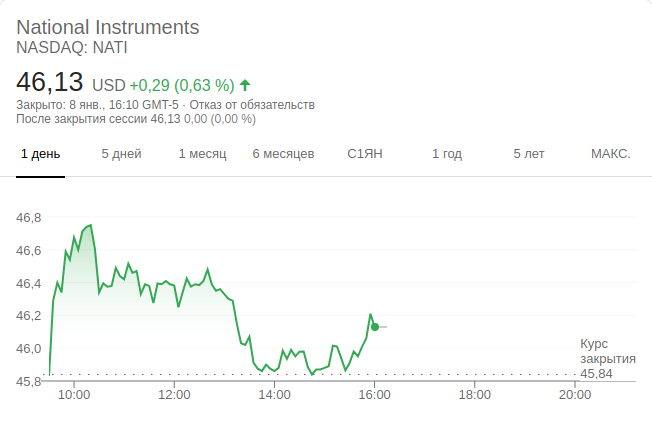 National Instruments
NASDAQ: NATI
46,13 USD +0,29 (0,63 %)
Закрыто: 8 янв., 16:10 GMT-5 · Отказ от обязательств
После закрытия сессии 46,13 0,00 (0,00 %)
1 день 5 дней 1 месяц 6 месяцев С1ЯН 1 год 5 лет МАКС.
46,8
46,6
46,4
46,2
46,0
45,8
Курс
закрытия
45,84
10:00 12:00 14:00 16:00 18:00 20:00